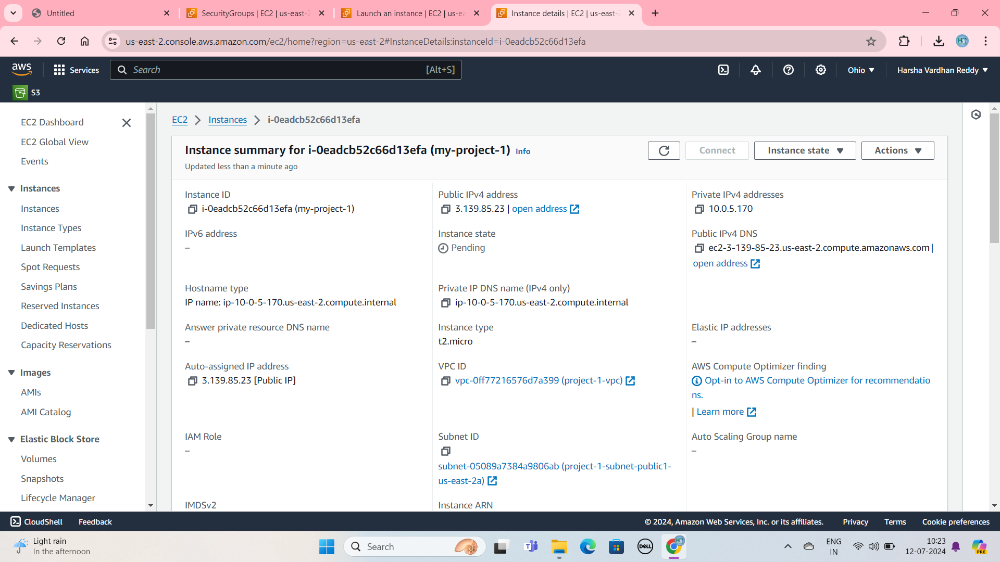 Untitled
SecurityGroups | EC2 | us-east-2
Launch an instance | EC2 | us-ea
Instance details | EC2 | us-east-2
us-east-2.console.aws.amazon.com/ec2/home?region=us-east-2#InstanceDetails:instanceId=i-0eadcb52c66d13efa
aws
Services
Search
[Alt+S]
Ohio
Harsha Vardhan Reddy
S3
EC2 Dashboard
EC2 Global View
Events
Instances
Instances
Instance Types
Launch Templates
Spot Requests
Savings Plans
Reserved Instances
Dedicated Hosts
Capacity Reservations
Images
AMIs
AMI Catalog
Elastic Block Store
Volumes
Snapshots
Lifecycle Manager
EC2 > Instances > i-0eadcb52c66d13efa
Instance summary for i-0eadcb52c66d13efa (my-project-1) Info
Updated less than a minute ago
Connect
Instance state
Actions
Instance ID
i-0eadcb52c66d13efa (my-project-1)
Public IPv4 address
3.139.85.23 | open address
Private IPv4 addresses
10.0.5.170
IPv6 address
–
Instance state
Pending
Public IPv4 DNS
ec2-3-139-85-23.us-east-2.compute.amazonaws.com |
open address
Hostname type
IP name: ip-10-0-5-170.us-east-2.compute.internal
Private IP DNS name (IPv4 only)
ip-10-0-5-170.us-east-2.compute.internal
Answer private resource DNS name
–
Instance type
t2.micro
Elastic IP addresses
–
Auto-assigned IP address
3.139.85.23 [Public IP]
VPC ID
vpc-0ff77216576d7a399 (project-1-vpc)
AWS Compute Optimizer finding
Opt-in to AWS Compute Optimizer for recommendatio
ns.
| Learn more
IAM Role
–
Subnet ID
subnet-05089a7384a9806ab (project-1-subnet-public1-
us-east-2a)
Auto Scaling Group name
–
IMDSv2
Instance ARN
CloudShell
Feedback
© 2024, Amazon Web Services, Inc. or its affiliates.
Privacy
Terms
Cookie preferences
Light rain
In the afternoon
Search
DELL
ENG
IN
10:23
12-07-2024
PRE